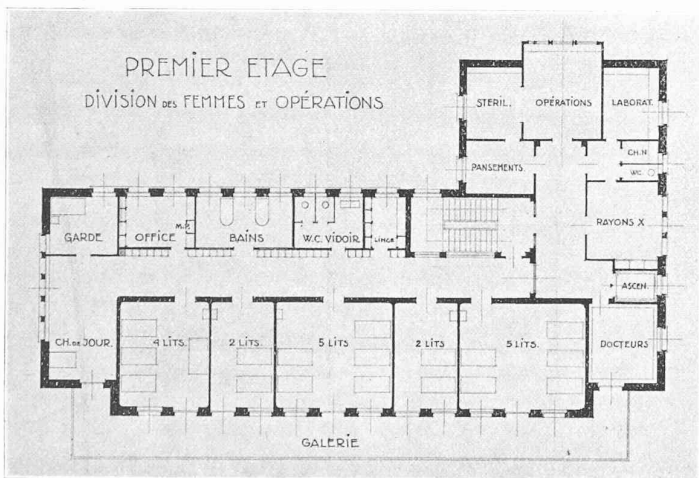 PREMIER ETAGE
DIVISION DES FEMMES ET OPÉRATIONS
STÉRIL.
OPÉRATIONS
LABORAT.
PANSEMENTS
CH.N.
W.C.
GARDE
OFFICE
M.P.
BAINS
W.C. VIDOIR
LINGE
RAYONS X
ASCEN.
CH. DE JOUR.
4 LITS.
2 LITS.
5 LITS
2 LITS
5 LITS.
DOCTEURS
GALERIE